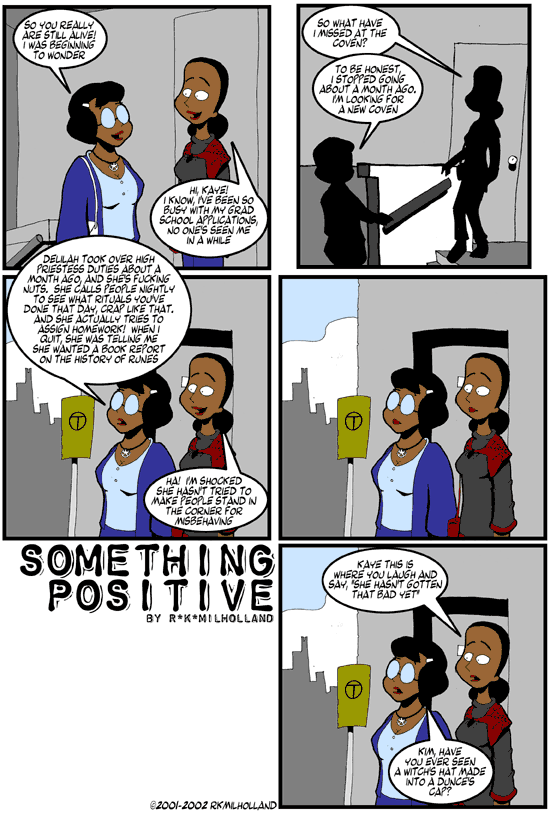 SO YOU REALLY
ARE STILL ALIVE!
I WAS BEGINNING
TO WONDER
HI, KAYE!
I KNOW, I'VE BEEN SO
BUSY WITH MY GRAD
SCHOOL APPLICATIONS,
NO ONE'S SEEN ME
IN A WHILE
SO WHAT HAVE
I MISSED AT THE
COVEN?
TO BE HONEST,
I STOPPED GOING
ABOUT A MONTH AGO.
I'M LOOKING FOR
A NEW COVEN
DELILAH TOOK OVER HIGH
PRIESTESS DUTIES ABOUT A
MONTH AGO, AND SHE'S FUCKING
NUTS. SHE CALLS PEOPLE NIGHTLY
TO SEE WHAT RITUALS YOU'VE
DONE THAT DAY, CRAP LIKE THAT.
AND SHE ACTUALLY TRIES TO
ASSIGN HOMEWORK! WHEN I
QUIT, SHE WAS TELLING ME
SHE WANTED A BOOK REPORT
ON THE HISTORY OF RUNES
HA! I'M SHOCKED
SHE HASN'T TRIED TO
MAKE PEOPLE STAND IN
THE CORNER FOR
MISBEHAVING
T
T
SOMETHING
POSITIVE
BY R*K*MILHOLLAND
KAYE THIS IS
WHERE YOU LAUGH AND
SAY, "SHE HASN'T GOTTEN
THAT BAD YET"
T
KIM, HAVE
YOU EVER SEEN
A WITCH'S HAT MADE
INTO A DUNCE'S
CAP?
©2001-2002 RKMILHOLLAND